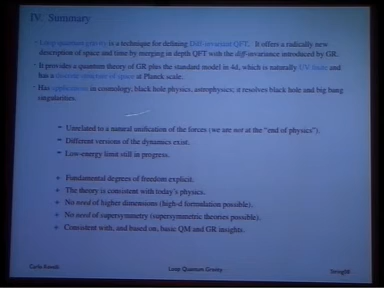 IV. Summary
- Loop quantum gravity is a technique for defining Diff-invariant QFT. It offers a radically new
description of space and time by merging in depth QFT with the diff-invariance introduced by GR.
- It provides a quantum theory of GR plus the standard model in 4d, which is naturally UV finite and
has a discrete structure of space at Planck scale.
- Has applications in cosmology, black hole physics, astrophysics; it resolves black hole and big bang
singularities.
- Unrelated to a natural unification of the forces (we are not at the "end of physics").
- Different versions of the dynamics exist.
- Low-energy limit still in progress.
+ Fundamental degrees of freedom explicit.
+ The theory is consistent with today's physics.
+ No need of higher dimensions (high-d formulation possible).
+ No need of supersymmetry (supersymmetric theories possible).
+ Consistent with, and based on, basic QM and GR insights.
Carlo Rovelli
Loop Quantum Gravity
Strings08